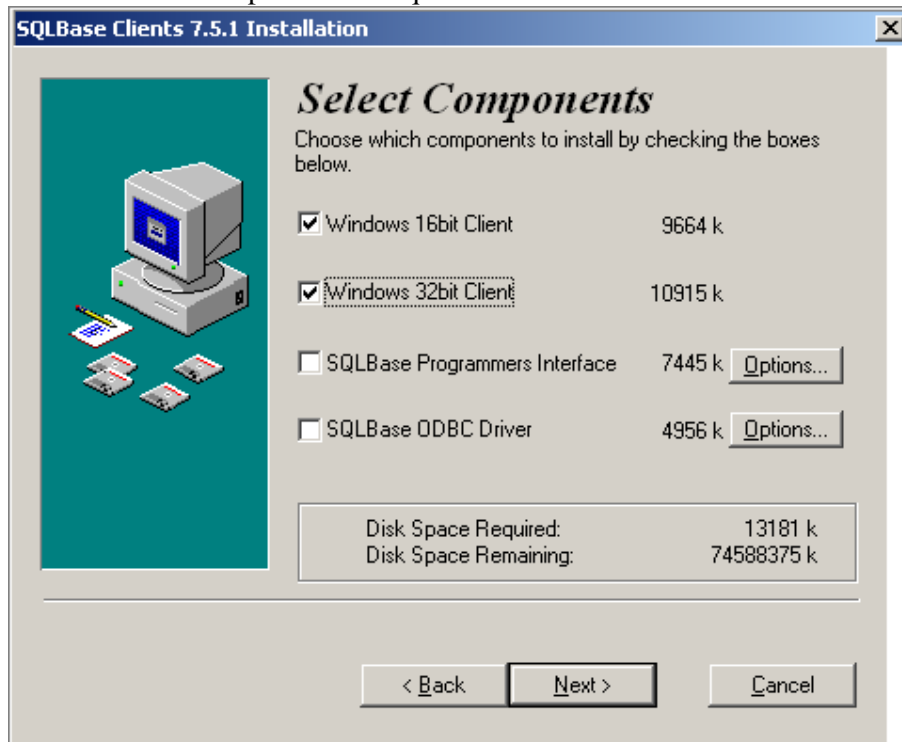 SQLBase Clients 7.5.1 Installation
Select Components
Choose which components to install by checking the boxes
below.
Windows 16bit Client 9664 k
Windows 32bit Client 10915 k
SQLBase Programmers Interface 7445 k Options...
SQLBase ODBC Driver 4956 k Options...
Disk Space Required: 13181 k
Disk Space Remaining: 74588375 k
< Back Next > Cancel